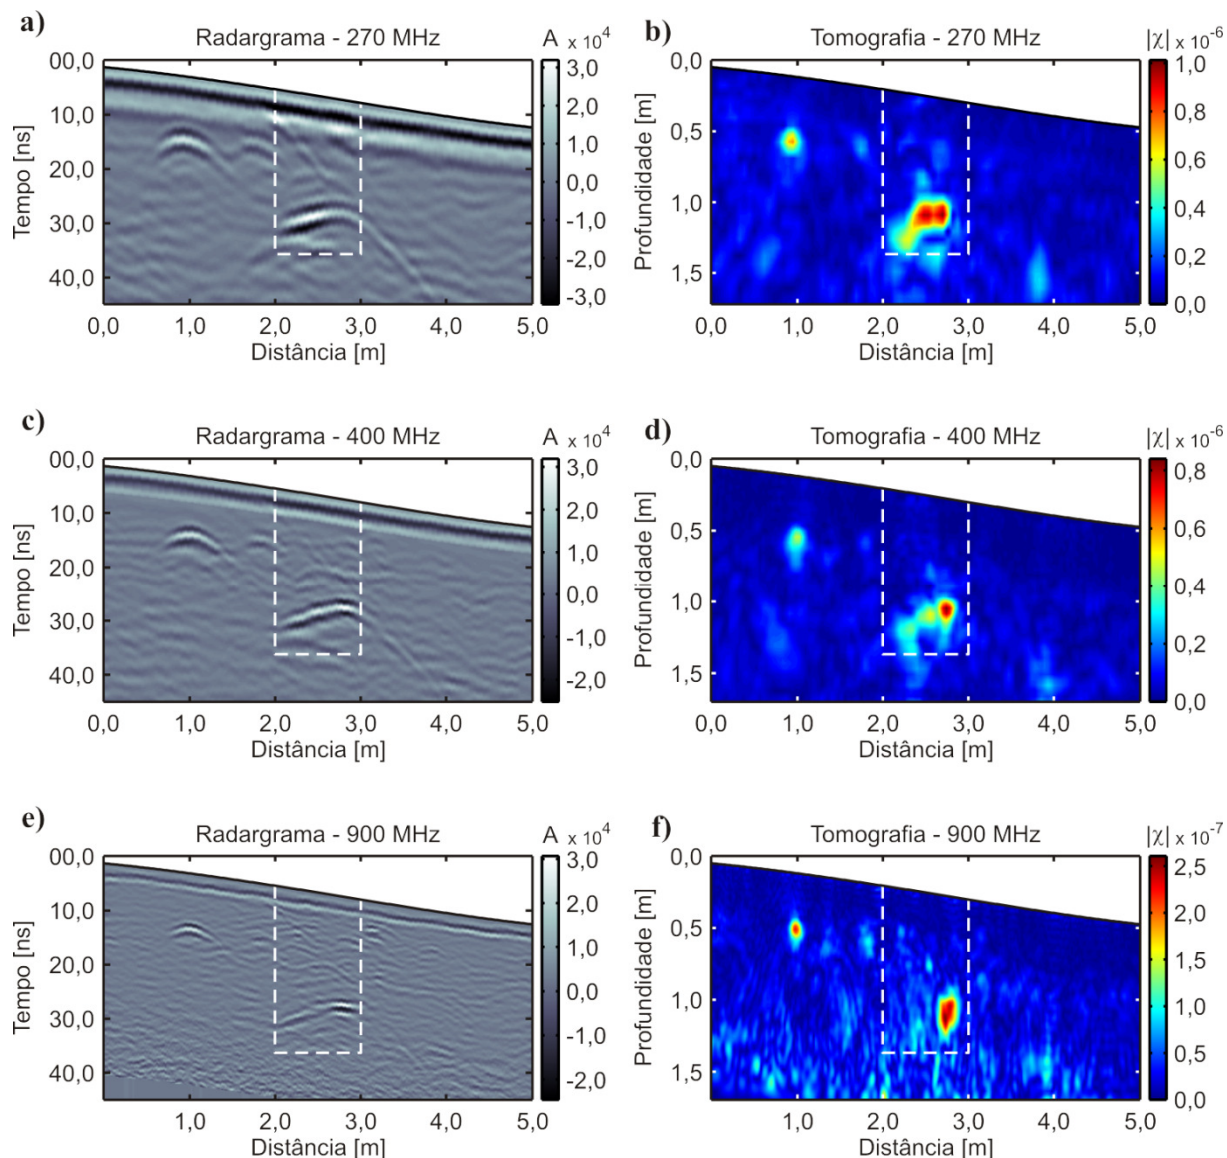 a)
Radargrama - 270 MHz
A x 10⁴
00,0
10,0
20,0
30,0
40,0
Tempo [ns]
0,0 1,0 2,0 3,0 4,0 5,0
Distância [m]
3,0
2,0
1,0
0,0
-1,0
-2,0
-3,0
b)
Tomografia - 270 MHz
|χ| x 10⁻⁶
0,0
0,5
1,0
1,5
Profundidade [m]
0,0 1,0 2,0 3,0 4,0 5,0
Distância [m]
1,0
0,8
0,6
0,4
0,2
0,0
c)
Radargrama - 400 MHz
A x 10⁴
00,0
10,0
20,0
30,0
40,0
Tempo [ns]
0,0 1,0 2,0 3,0 4,0 5,0
Distância [m]
3,0
2,0
1,0
0,0
-1,0
-2,0
d)
Tomografia - 400 MHz
|χ| x 10⁻⁶
0,0
0,5
1,0
1,5
Profundidade [m]
0,0 1,0 2,0 3,0 4,0 5,0
Distância [m]
0,8
0,6
0,4
0,2
0,0
e)
Radargrama - 900 MHz
A x 10⁴
00,0
10,0
20,0
30,0
40,0
Tempo [ns]
0,0 1,0 2,0 3,0 4,0 5,0
Distância [m]
3,0
2,0
1,0
0,0
-1,0
-2,0
f)
Tomografia - 900 MHz
|χ| x 10⁻⁷
0,0
0,5
1,0
1,5
Profundidade [m]
0,0 1,0 2,0 3,0 4,0 5,0
Distância [m]
2,5
2,0
1,5
1,0
0,5
0,0